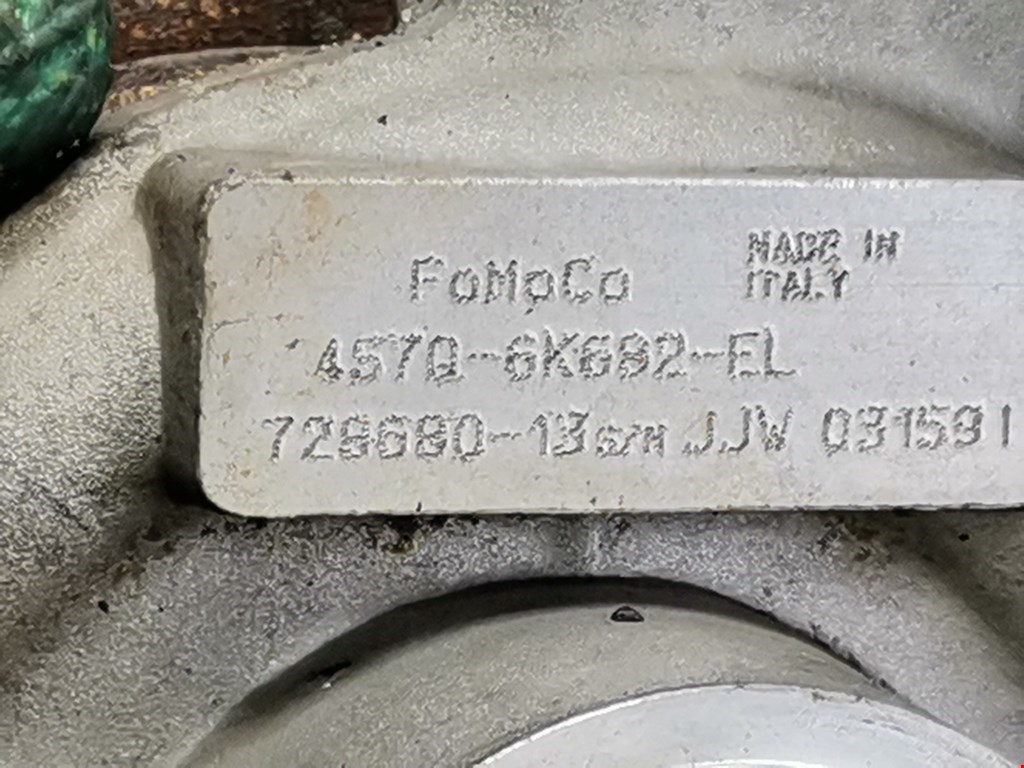 FoMoCo
MADE IN
ITALY
4S7Q-6K682-EL
728680-13 s/n JJW 031591